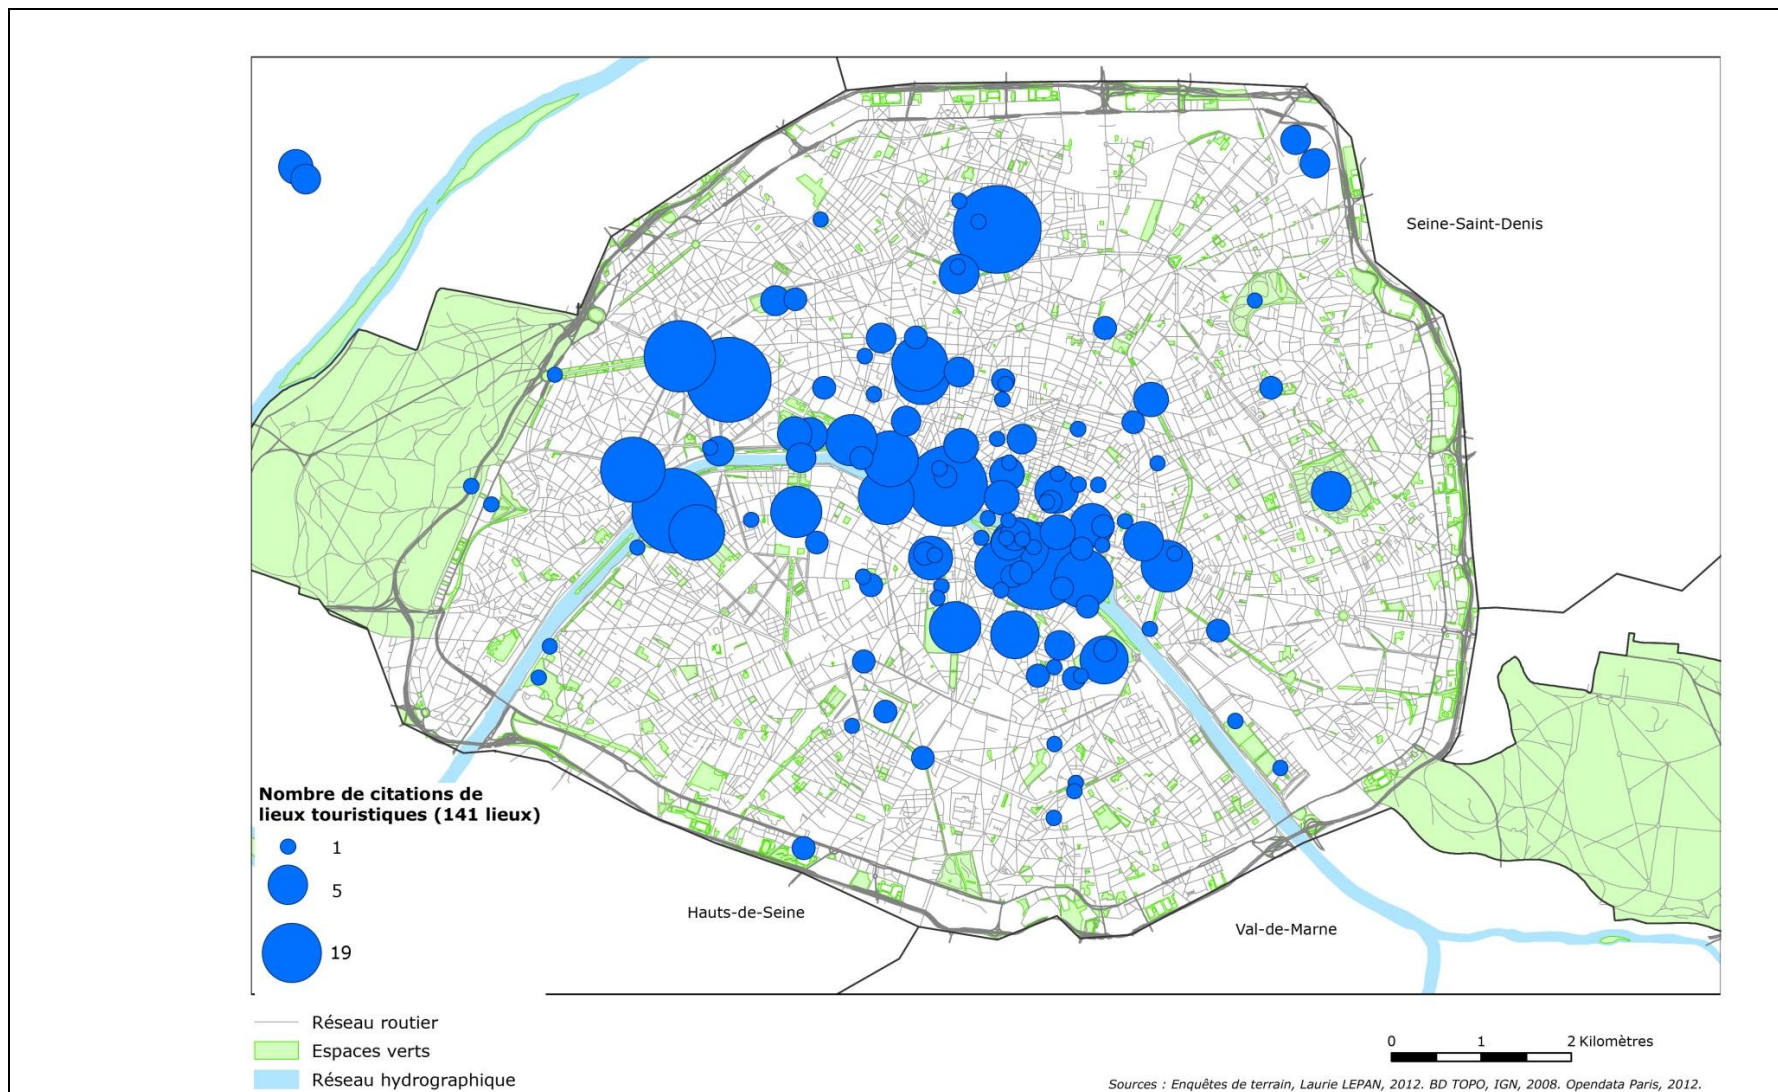 Seine-Saint-Denis
Nombre de citations de
lieux touristiques (141 lieux)
1
5
19
Hauts-de-Seine
Val-de-Marne
Réseau routier
Espaces verts
Réseau hydrographique
0 1 2 Kilomètres
Sources : Enquêtes de terrain, Laurie LEPAN, 2012. BD TOPO, IGN, 2008. Opendata Paris, 2012.